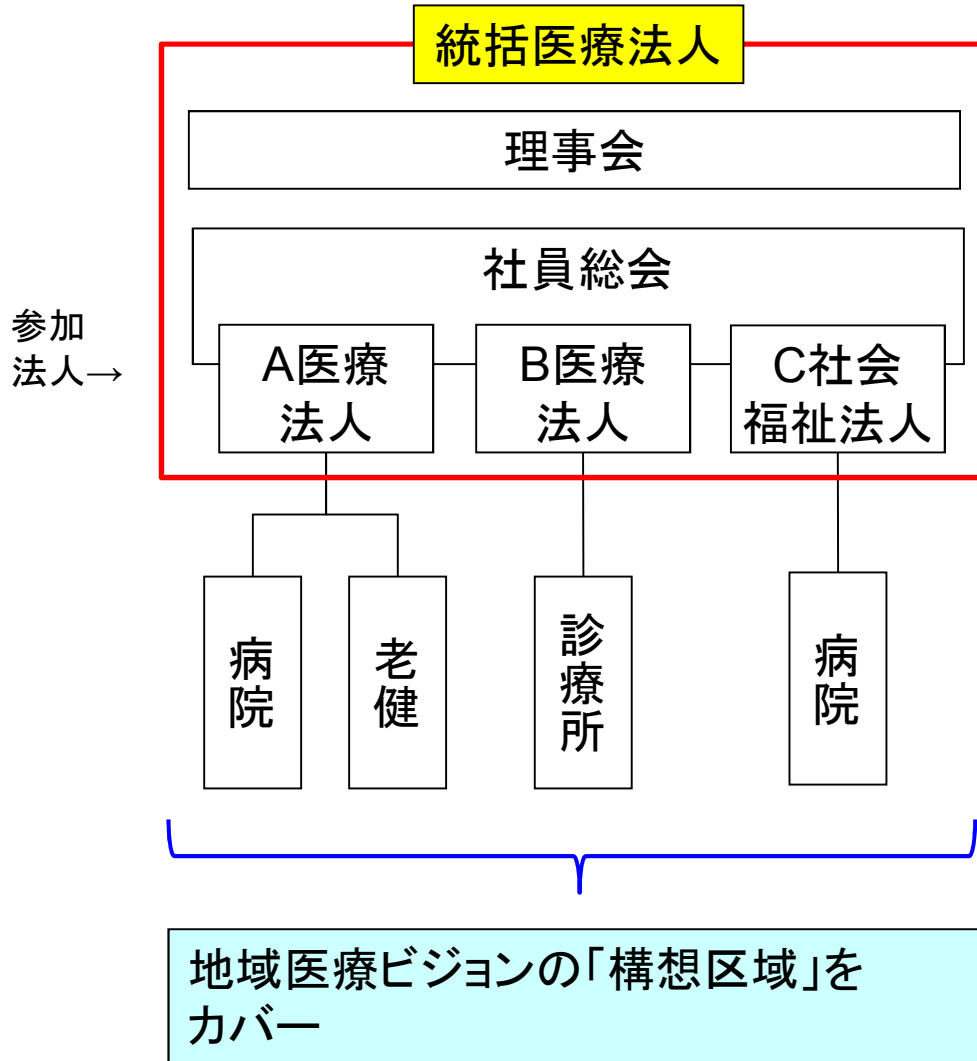 統括医療法人
理事会
社員総会
参加
法人→
A医療
法人
B医療
法人
C社会
福祉法人
病院
老健
診療所
病院
地域医療ビジョンの「構想区域」を
カバー